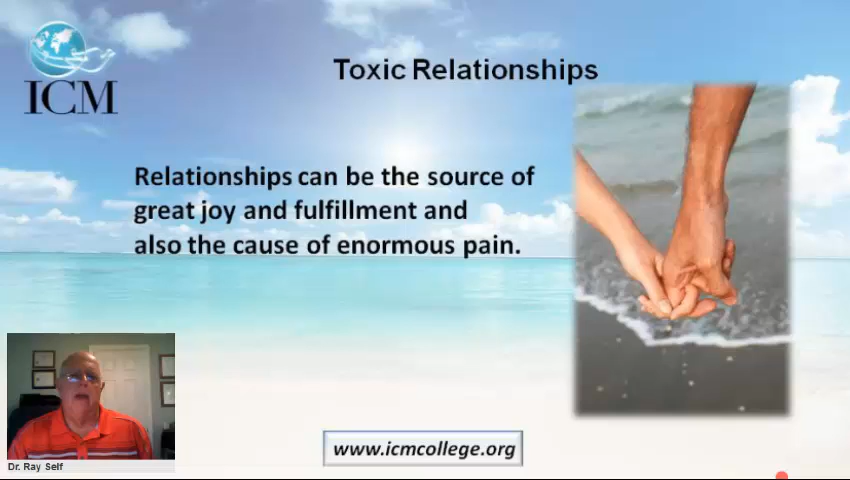 ICM
Toxic Relationships
Relationships can be the source of
great joy and fulfillment and
also the cause of enormous pain.
Dr. Ray Self
www.icmcollege.org